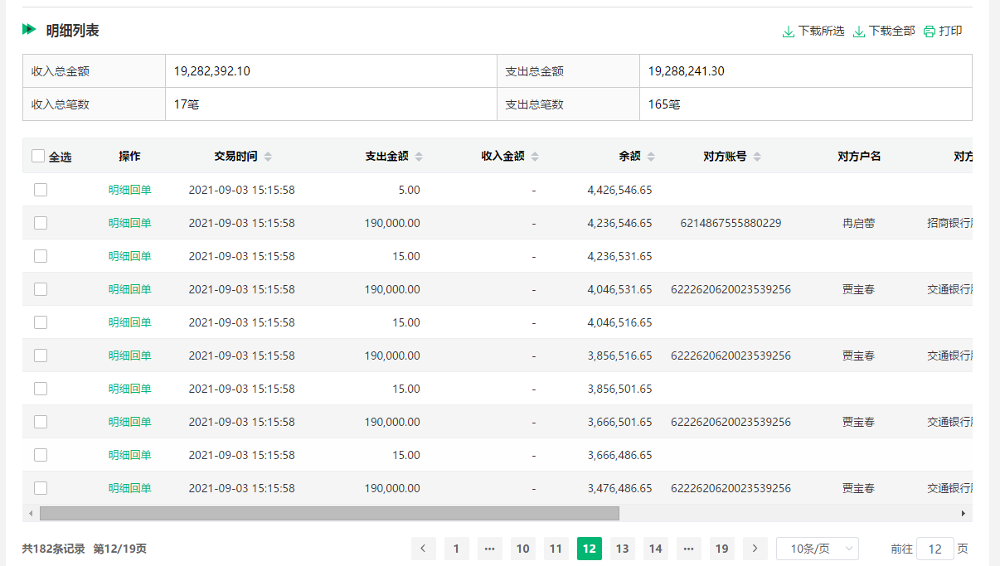 明细列表 下载所选 下载全部 打印
收入总金额 19,282,392.10 支出总金额 19,288,241.30
收入总笔数 17笔 支出总笔数 165笔
全选 操作 交易时间 支出金额 收入金额 余额 对方账号 对方户名 对方
明细回单 2021-09-03 15:15:58 5.00 - 4,426,546.65
明细回单 2021-09-03 15:15:58 190,000.00 - 4,236,546.65 6214867555880229 冉启蕾 招商银行
明细回单 2021-09-03 15:15:58 15.00 - 4,236,531.65
明细回单 2021-09-03 15:15:58 190,000.00 - 4,046,531.65 6222620620023539256 贾宝春 交通银行
明细回单 2021-09-03 15:15:58 15.00 - 4,046,516.65
明细回单 2021-09-03 15:15:58 190,000.00 - 3,856,516.65 6222620620023539256 贾宝春 交通银行
明细回单 2021-09-03 15:15:58 15.00 - 3,856,501.65
明细回单 2021-09-03 15:15:58 190,000.00 - 3,666,501.65 6222620620023539256 贾宝春 交通银行
明细回单 2021-09-03 15:15:58 15.00 - 3,666,486.65
明细回单 2021-09-03 15:15:58 190,000.00 - 3,476,486.65 6222620620023539256 贾宝春 交通银行
共182条记录 第12/19页 1 ··· 10 11 12 13 14 ··· 19 10条/页 前往 12 页